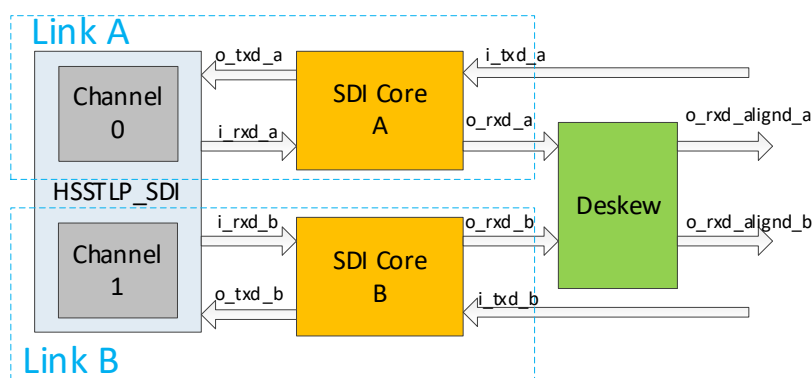 Link A
o_txd_a
i_txd_a
Channel
0
SDI Core
A
i_rxd_a
o_rxd_a
o_rxd_alignd_a
HSSTLP_SDI
Deskew
i_rxd_b
o_rxd_b
o_rxd_alignd_b
Channel
1
SDI Core
B
o_txd_b
i_txd_b
Link B